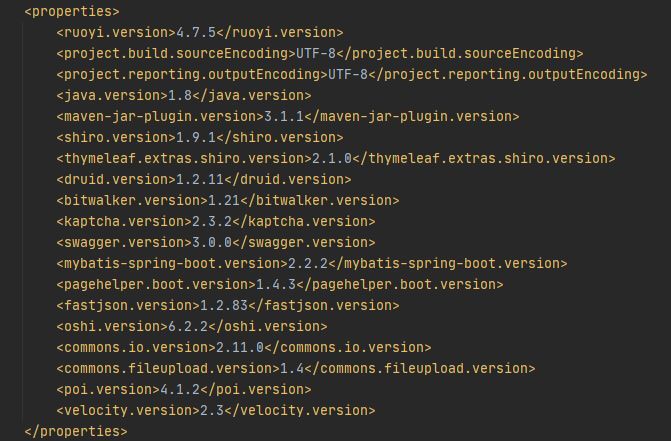 <properties>
<ruoyi.version>4.7.5</ruoyi.version>
<project.build.sourceEncoding>UTF-8</project.build.sourceEncoding>
<project.reporting.outputEncoding>UTF-8</project.reporting.outputEncoding>
<java.version>1.8</java.version>
<maven-jar-plugin.version>3.1.1</maven-jar-plugin.version>
<shiro.version>1.9.1</shiro.version>
<thymeleaf.extras.shiro.version>2.1.0</thymeleaf.extras.shiro.version>
<druid.version>1.2.11</druid.version>
<bitwalker.version>1.21</bitwalker.version>
<kaptcha.version>2.3.2</kaptcha.version>
<swagger.version>3.0.0</swagger.version>
<mybatis-spring-boot.version>2.2.2</mybatis-spring-boot.version>
<pagehelper.boot.version>1.4.3</pagehelper.boot.version>
<fastjson.version>1.2.83</fastjson.version>
<oshi.version>6.2.2</oshi.version>
<commons.io.version>2.11.0</commons.io.version>
<commons.fileupload.version>1.4</commons.fileupload.version>
<poi.version>4.1.2</poi.version>
<velocity.version>2.3</velocity.version>
</properties>